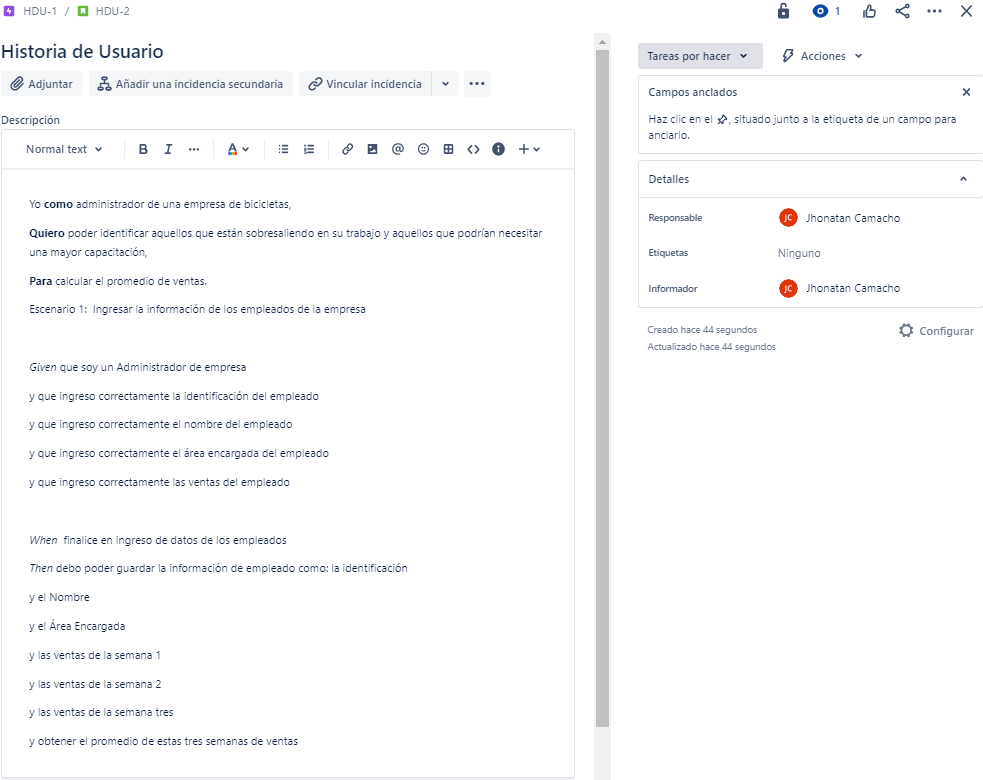 HDU-1 / HDU-2
1
Historia de Usuario
Adjuntar
Añadir una incidencia secundaria
Vincular incidencia
Descripción
Normal text
B I A
Yo como administrador de una empresa de bicicletas,
Quiero poder identificar aquellos que están sobresaliendo en su trabajo y aquellos que podrían necesitar
una mayor capacitación,
Para calcular el promedio de ventas.
Escenario 1: Ingresar la información de los empleados de la empresa
Given que soy un Administrador de empresa
y que ingreso correctamente la identificación del empleado
y que ingreso correctamente el nombre del empleado
y que ingreso correctamente el área encargada del empleado
y que ingreso correctamente las ventas del empleado
When finalice en ingreso de datos de los empleados
Then debo poder guardar la información de empleado como: la identificación
y el Nombre
y el Área Encargada
y las ventas de la semana 1
y las ventas de la semana 2
y las ventas de la semana tres
y obtener el promedio de estas tres semanas de ventas
Tareas por hacer
Acciones
Campos anclados
Haz clic en el , situado junto a la etiqueta de un campo para
anclarlo.
Detalles
Responsable
JC Jhonatan Camacho
Etiquetas
Ninguno
Informador
JC Jhonatan Camacho
Creado hace 44 segundos
Actualizado hace 44 segundos
Configurar